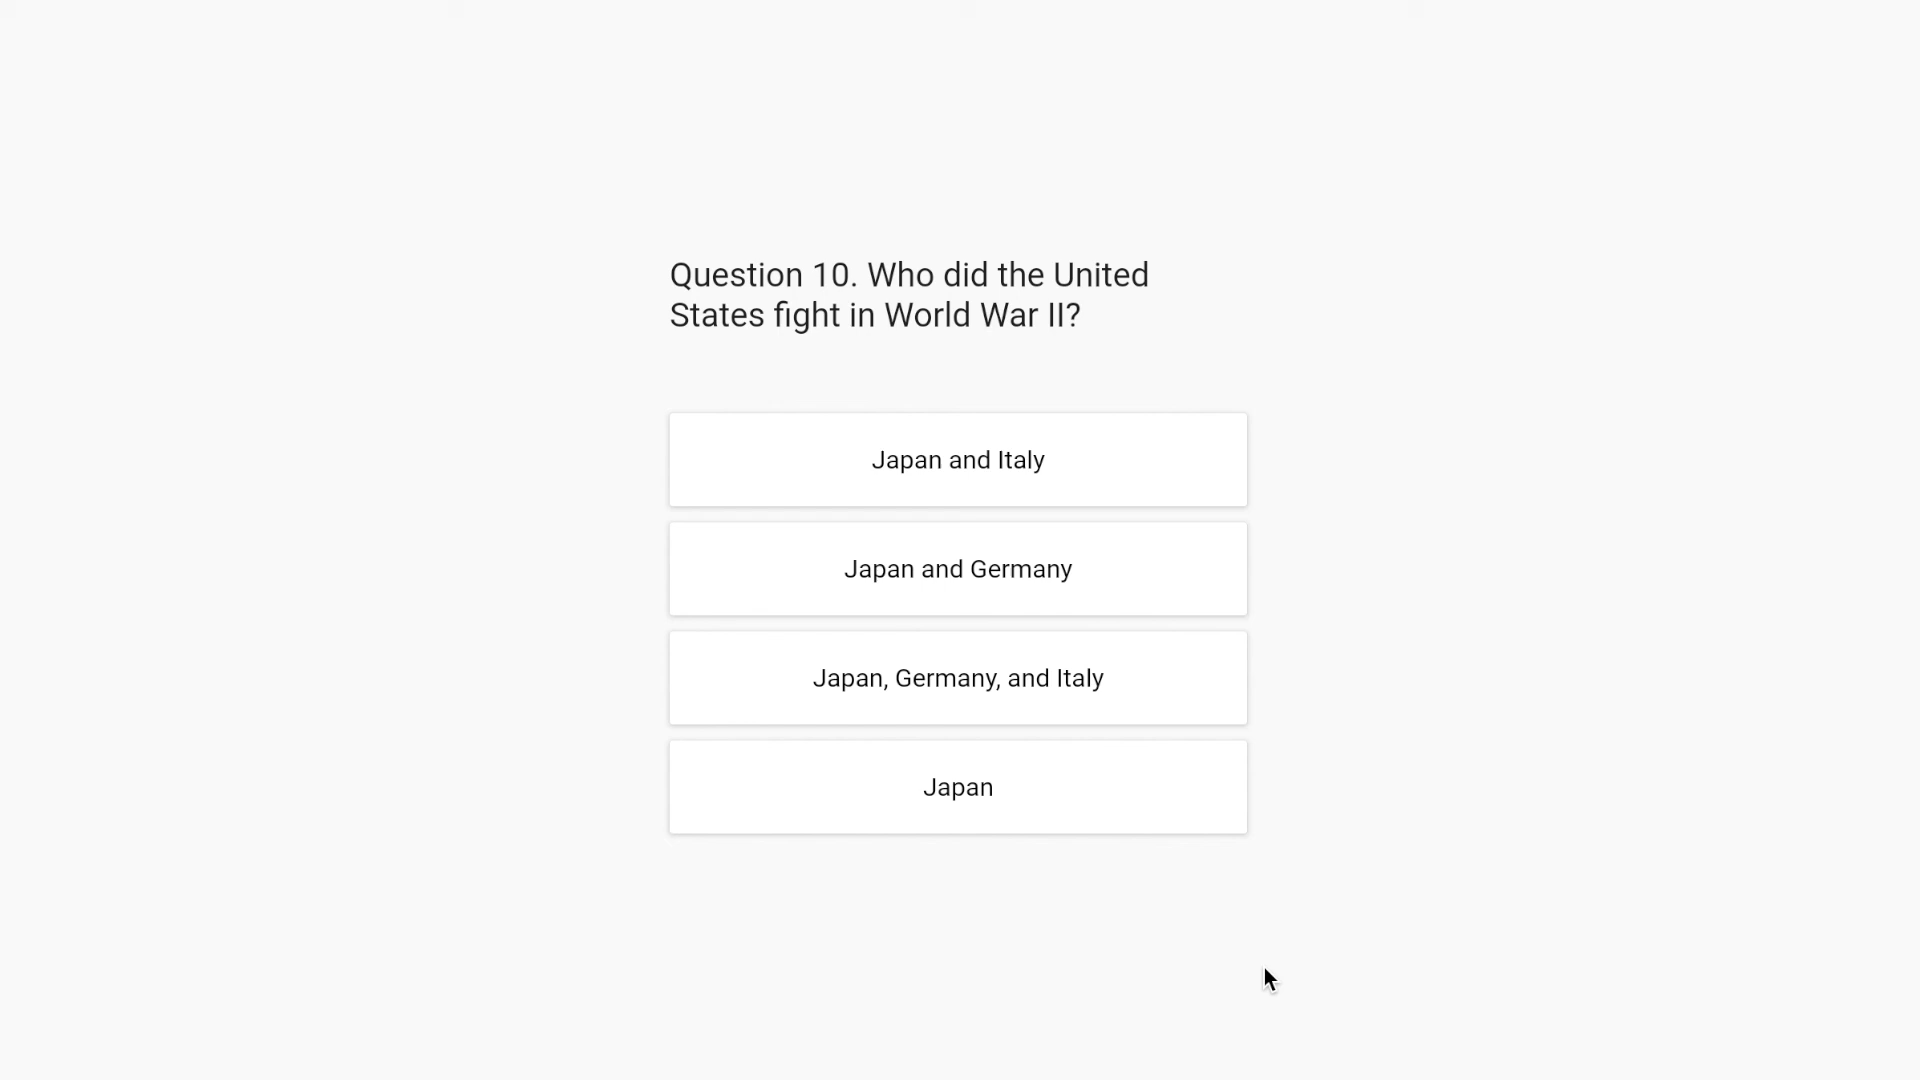 Question 10. Who did the United
States fight in World War II?
Japan and Italy
Japan and Germany
Japan, Germany, and Italy
Japan